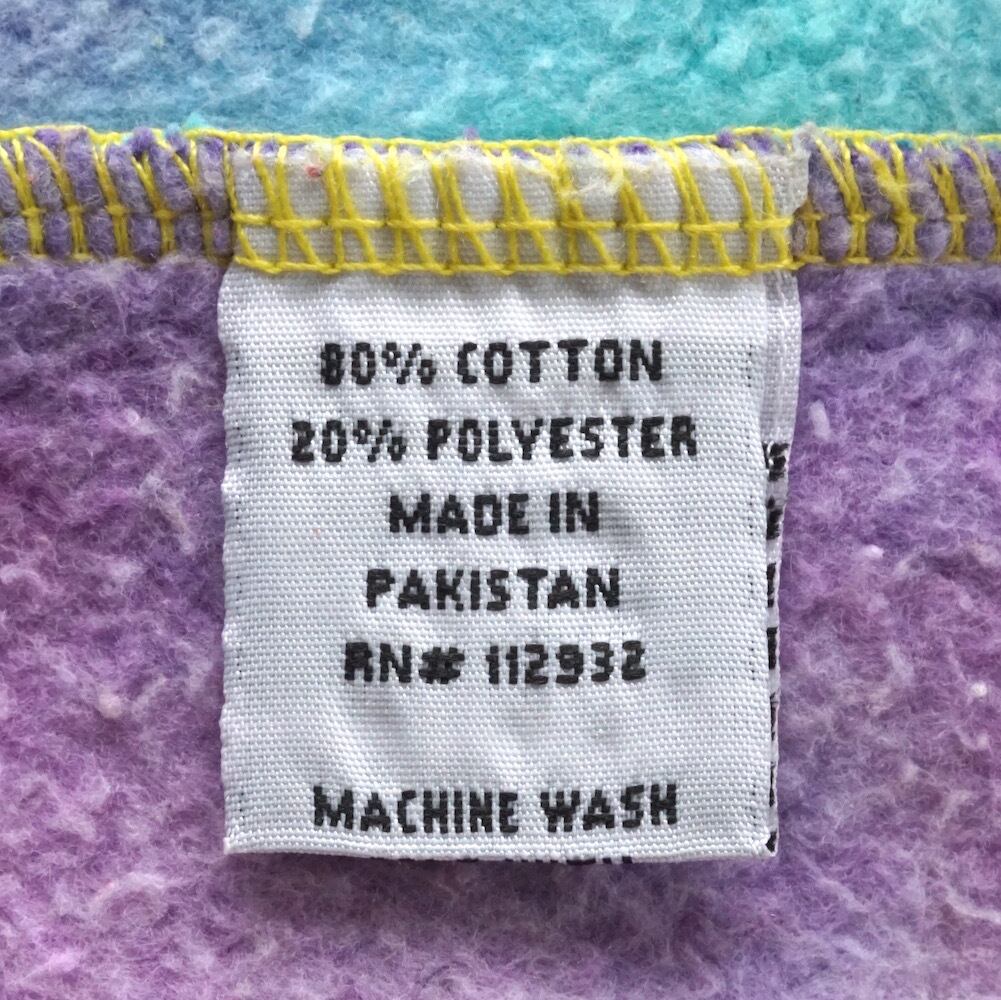 80% COTTON
20% POLYESTER
MADE IN
PAKISTAN
RN# 112932
MACHINE WASH